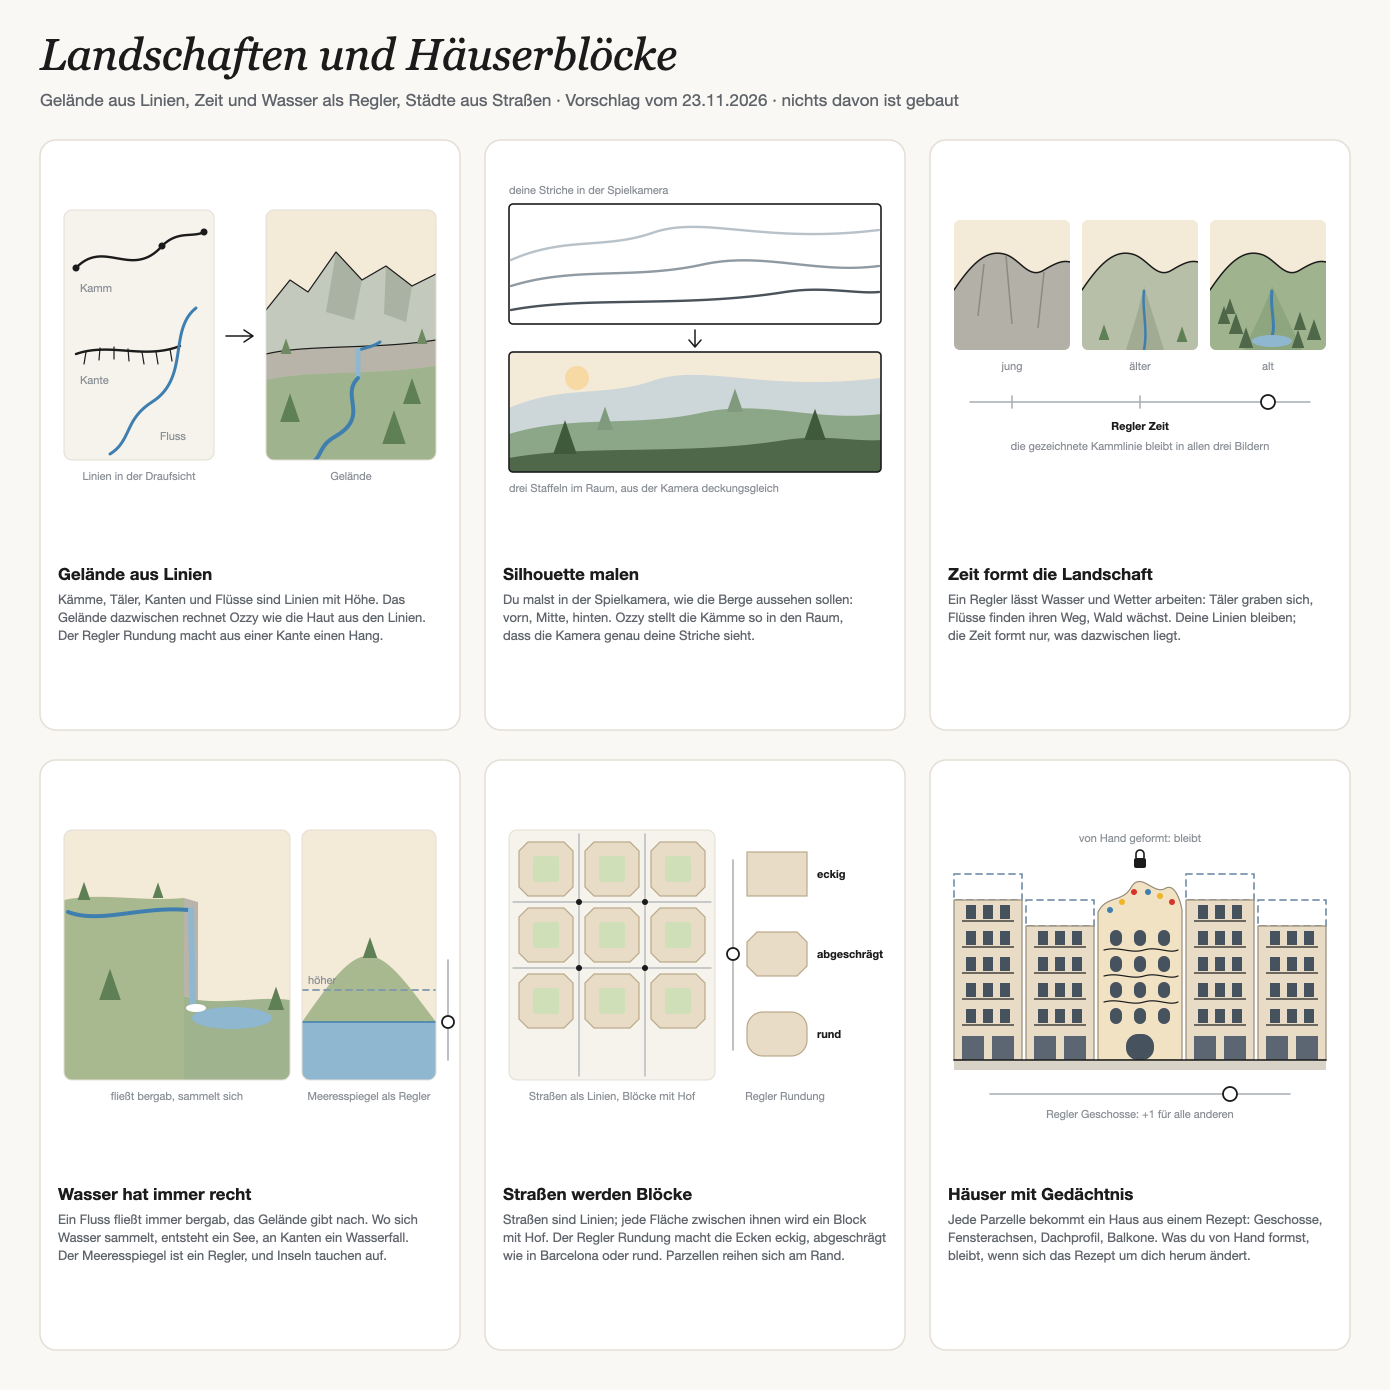 Landschaften und Häuserblöcke
Gelände aus Linien, Zeit und Wasser als Regler, Städte aus Straßen · Vorschlag vom 23.11.2026 · nichts davon ist gebaut
Kamm
Kante
Fluss
Linien in der Draufsicht
Gelände
Gelände aus Linien
Kämme, Täler, Kanten und Flüsse sind Linien mit Höhe. Das
Gelände dazwischen rechnet Ozzy wie die Haut aus den Linien.
Der Regler Rundung macht aus einer Kante einen Hang.
deine Striche in der Spielkamera
drei Staffeln im Raum, aus der Kamera deckungsgleich
Silhouette malen
Du malst in der Spielkamera, wie die Berge aussehen sollen:
vorn, Mitte, hinten. Ozzy stellt die Kämme so in den Raum,
dass die Kamera genau deine Striche sieht.
jung
älter
alt
Regler Zeit
die gezeichnete Kammlinie bleibt in allen drei Bildern
Zeit formt die Landschaft
Ein Regler lässt Wasser und Wetter arbeiten: Täler graben sich,
Flüsse finden ihren Weg, Wald wächst. Deine Linien bleiben;
die Zeit formt nur, was dazwischen liegt.
höher
fließt bergab, sammelt sich
Meeresspiegel als Regler
Wasser hat immer recht
Ein Fluss fließt immer bergab, das Gelände gibt nach. Wo sich
Wasser sammelt, entsteht ein See, an Kanten ein Wasserfall.
Der Meeresspiegel ist ein Regler, und Inseln tauchen auf.
eckig
abgeschrägt
rund
Straßen als Linien, Blöcke mit Hof
Regler Rundung
Straßen werden Blöcke
Straßen sind Linien; jede Fläche zwischen ihnen wird ein Block
mit Hof. Der Regler Rundung macht die Ecken eckig, abgeschrägt
wie in Barcelona oder rund. Parzellen reihen sich am Rand.
von Hand geformt: bleibt
Regler Geschosse: +1 für alle anderen
Häuser mit Gedächtnis
Jede Parzelle bekommt ein Haus aus einem Rezept: Geschosse,
Fensterachsen, Dachprofil, Balkone. Was du von Hand formst,
bleibt, wenn sich das Rezept um dich herum ändert.